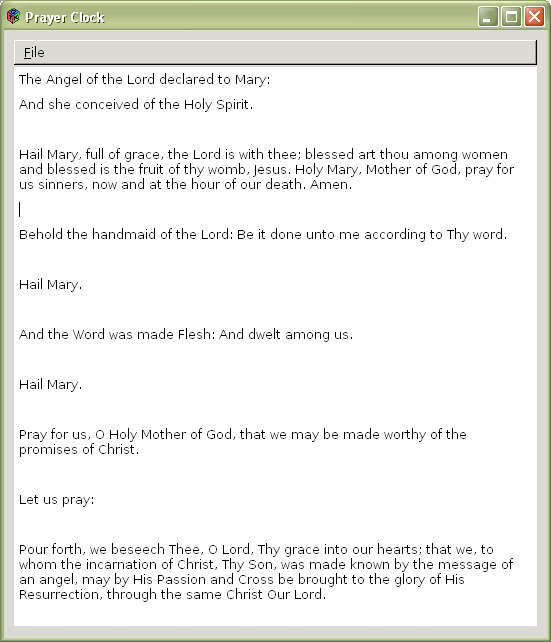 Prayer Clock
File
The Angel of the Lord declared to Mary:
And she conceived of the Holy Spirit.
Hail Mary, full of grace, the Lord is with thee; blessed art thou among women
and blessed is the fruit of thy womb, Jesus. Holy Mary, Mother of God, pray for
us sinners, now and at the hour of our death. Amen.
Behold the handmaid of the Lord: Be it done unto me according to Thy word.
Hail Mary.
And the Word was made Flesh: And dwelt among us.
Hail Mary.
Pray for us, O Holy Mother of God, that we may be made worthy of the
promises of Christ.
Let us pray:
Pour forth, we beseech Thee, O Lord, Thy grace into our hearts; that we, to
whom the incarnation of Christ, Thy Son, was made known by the message of
an angel, may by His Passion and Cross be brought to the glory of His
Resurrection, through the same Christ Our Lord.